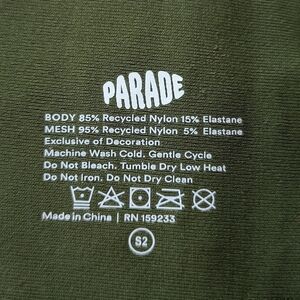 PARADE
BODY 85% Recycled Nylon 15% Elastane
MESH 95% Recycled Nylon 5% Elastane
Exclusive of Decoration
Machine Wash Cold. Gentle Cycle
Do Not Bleach. Tumble Dry Low Heat
Do Not Iron. Do Not Dry Clean
Made in China | RN 159233
S2